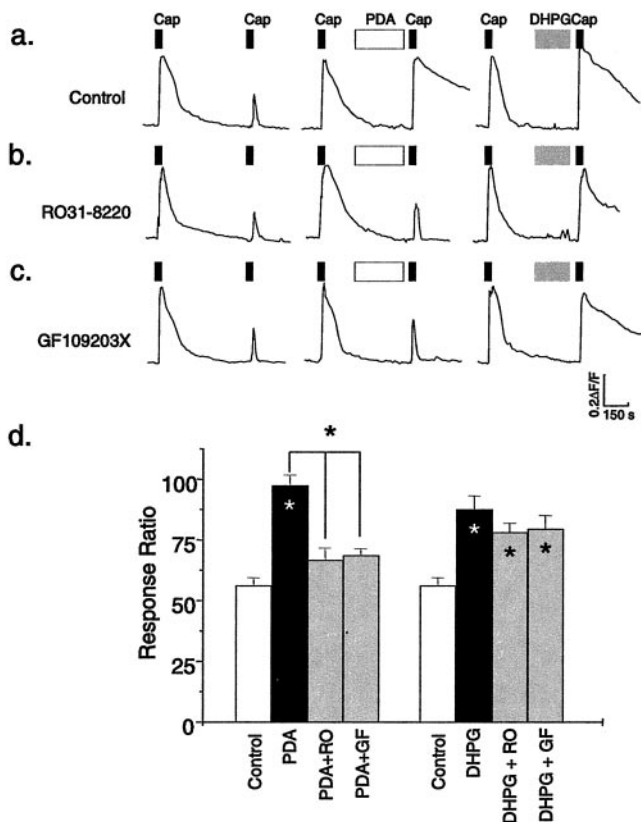 a.
Cap Cap Cap PDA Cap Cap DHPG Cap
Control
b.
RO31-8220
c.
GF109203X
0.2ΔF/F
150 s
d.
*
Response Ratio
100
75
50
25
0
* * * *
Control
PDA
PDA+RO
PDA+GF
Control
DHPG
DHPG + RO
DHPG + GF